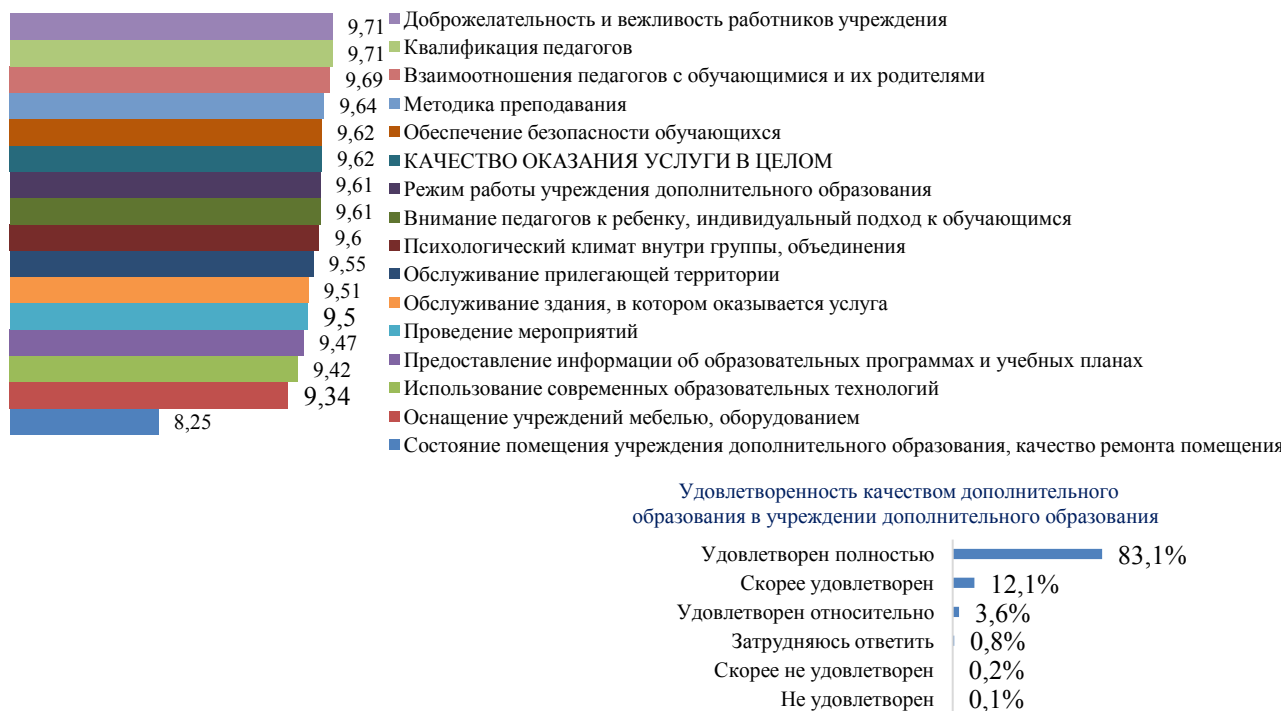 9,71
Доброжелательность и вежливость работников учреждения
9,71
Квалификация педагогов
9,69
Взаимоотношения педагогов с обучающимися и их родителями
9,64
Методика преподавания
9,62
Обеспечение безопасности обучающихся
9,62
КАЧЕСТВО ОКАЗАНИЯ УСЛУГИ В ЦЕЛОМ
9,61
Режим работы учреждения дополнительного образования
9,61
Внимание педагогов к ребенку, индивидуальный подход к обучающимся
9,6
Психологический климат внутри группы, объединения
9,55
Обслуживание прилегающей территории
9,51
Обслуживание здания, в котором оказывается услуга
9,5
Проведение мероприятий
9,47
Предоставление информации об образовательных программах и учебных планах
9,42
Использование современных образовательных технологий
9,34
Оснащение учреждений мебелью, оборудованием
8,25
Состояние помещения учреждения дополнительного образования, качество ремонта помещения
Удовлетворенность качеством дополнительного
образования в учреждении дополнительного образования
Удовлетворен полностью 83,1%
Скорее удовлетворен 12,1%
Удовлетворен относительно 3,6%
Затрудняюсь ответить 0,8%
Скорее не удовлетворен 0,2%
Не удовлетворен 0,1%